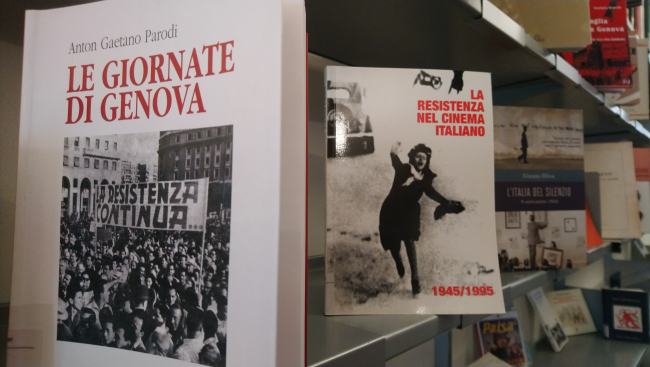 Anton Gaetano Parodi
LE GIORNATE
DI GENOVA
LA RESISTENZA
CONTINUA...
LA
RESISTENZA
NEL CINEMA
ITALIANO
1945/1995
L'ITALIA DEL SILENZIO